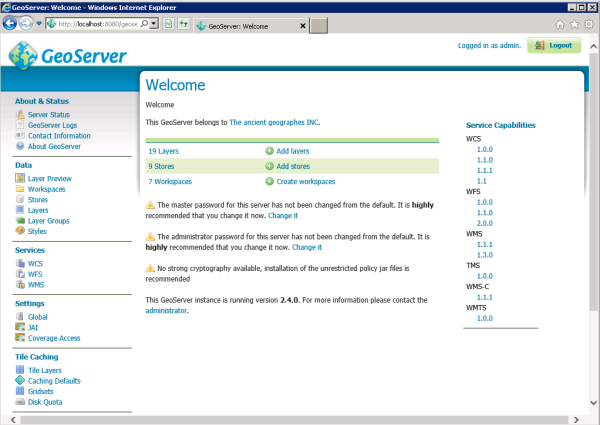 GeoServer: Welcome - Windows Internet Explorer
http://localhost:8080/geose
GeoServer: Welcome
GeoServer
Logged in as admin.
Logout
About & Status
Server Status
GeoServer Logs
Contact Information
About GeoServer
Data
Layer Preview
Workspaces
Stores
Layers
Layer Groups
Styles
Services
WCS
WFS
WMS
Settings
Global
JAI
Coverage Access
Tile Caching
Tile Layers
Caching Defaults
Gridsets
Disk Quota
Welcome
Welcome
This GeoServer belongs to The ancient geographes INC.
19 Layers Add layers
9 Stores Add stores
7 Workspaces Create workspaces
The master password for this server has not been changed from the default. It is highly
recommended that you change it now. Change it
The administrator password for this server has not been changed from the default. It is
highly recommended that you change it now. Change it
No strong cryptography available, installation of the unrestricted policy jar files is
recommended
This GeoServer instance is running version 2.4.0. For more information please contact the
administrator.
Service Capabilities
WCS
1.0.0
1.1.0
1.1.1
1.1
WFS
1.0.0
1.1.0
2.0.0
WMS
1.1.1
1.3.0
TMS
1.0.0
WMS-C
1.1.1
WMTS
1.0.0